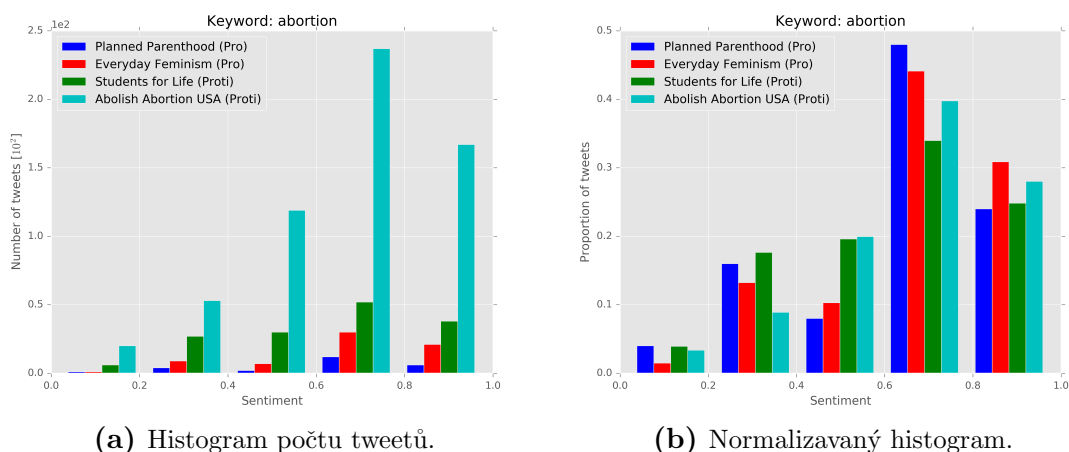 Keyword: abortion
1e2
2.5
2.0
1.5
1.0
0.5
0.0
Number of tweets [10²]
Planned Parenthood (Pro)
Everyday Feminism (Pro)
Students for Life (Proti)
Abolish Abortion USA (Proti)
0.0 0.2 0.4 0.6 0.8 1.0
Sentiment
(a) Histogram počtu tweetů.
Keyword: abortion
0.5
0.4
0.3
0.2
0.1
0.0
Proportion of tweets
Planned Parenthood (Pro)
Everyday Feminism (Pro)
Students for Life (Proti)
Abolish Abortion USA (Proti)
0.0 0.2 0.4 0.6 0.8 1.0
Sentiment
(b) Normalizavaný histogram.